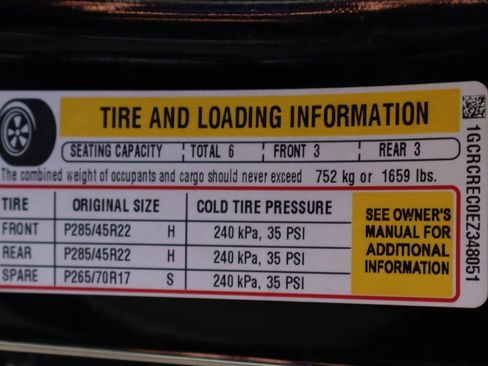 TIRE AND LOADING INFORMATION
SEATING CAPACITY TOTAL 6 FRONT 3 REAR 3
The combined weight of occupants and cargo should never exceed 752 kg or 1659 lbs.
TIRE ORIGINAL SIZE COLD TIRE PRESSURE
FRONT P285/45R22 H 240 kPa, 35 PSI
REAR P285/45R22 H 240 kPa, 35 PSI
SPARE P265/70R17 S 240 kPa, 35 PSI
SEE OWNER'S
MANUAL FOR
ADDITIONAL
INFORMATION
1GCRCREC0EZ348051